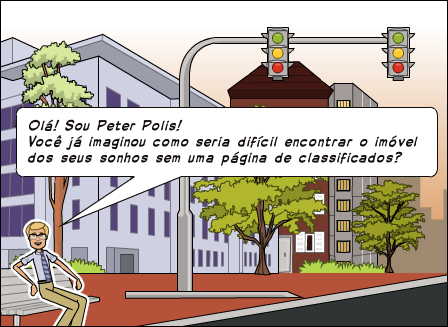 Olá! Sou Peter Polis!
Você já imaginou como seria difícil encontrar o imóvel
dos seus sonhos sem uma página de classificados?